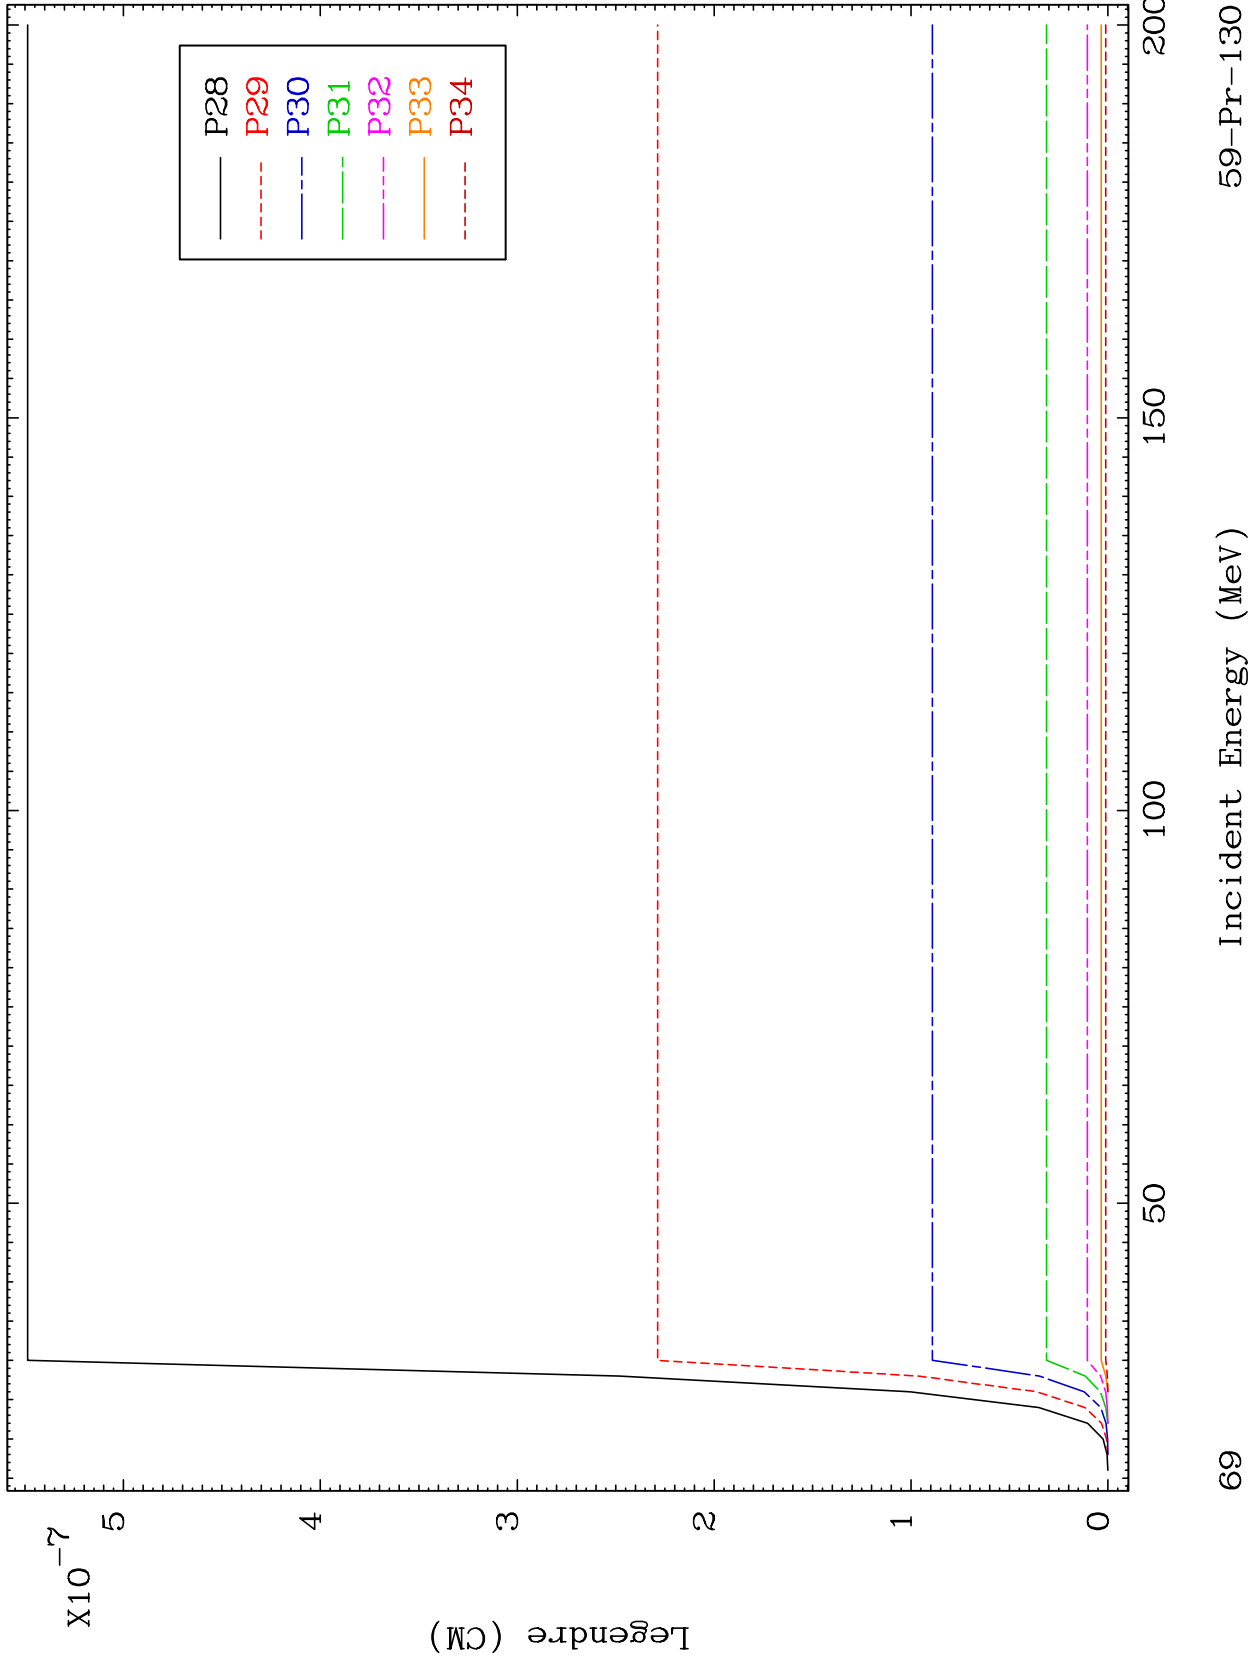 X10-7
5
4
3
2
1
0
Legendre (CM)
P28
P29
P30
P31
P32
P33
P34
50
100
150
200
Incident Energy (MeV)
69
59-Pr-130